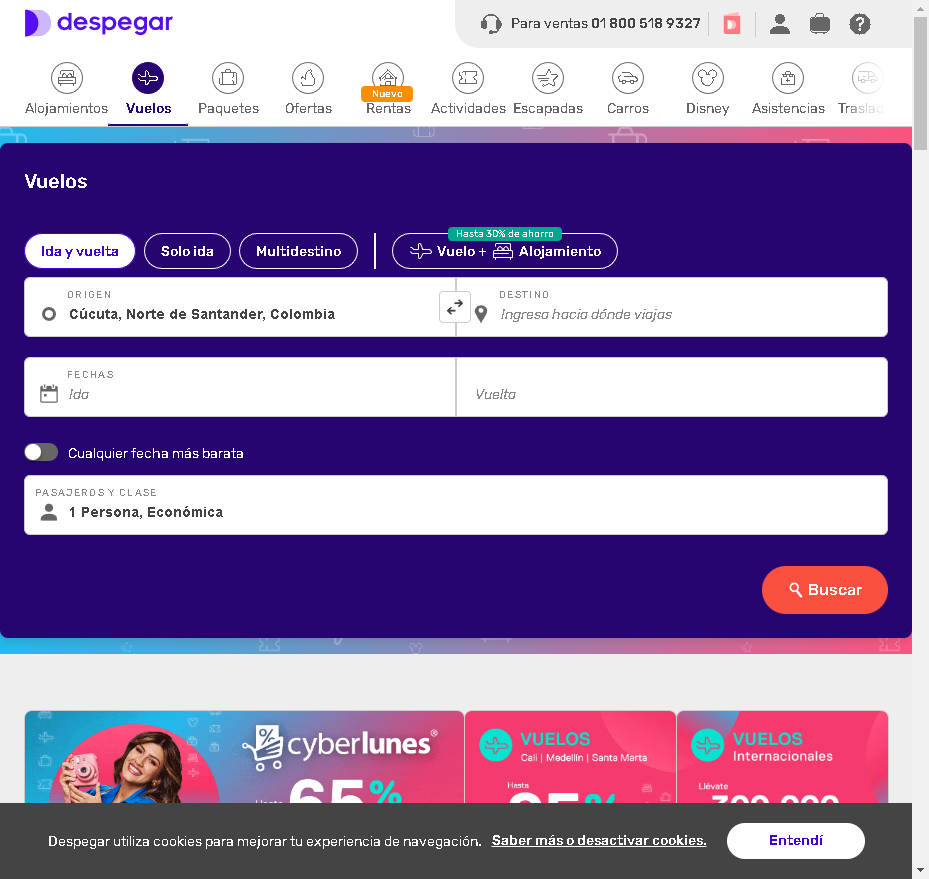 despegar
Para ventas 01 800 518 9327
Alojamientos
Vuelos
Paquetes
Ofertas
Nuevo
Rentas
Actividades
Escapadas
Carros
Disney
Asistencias
Traslad
Vuelos
Ida y vuelta
Solo ida
Multidestino
Hasta 30% de ahorro
Vuelo + Alojamiento
ORIGEN
Cúcuta, Norte de Santander, Colombia
DESTINO
Ingresa hacia dónde viajas
FECHAS
Ida
Vuelta
Cualquier fecha más barata
PASAJEROS Y CLASE
1 Persona, Económica
Buscar
cyberlunes®
Hasta 65%
VUELOS
Cali | Medellín | Santa Marta
Hasta
VUELOS
Internacionales
Llévate
Despegar utiliza cookies para mejorar tu experiencia de navegación. Saber más o desactivar cookies.
Entendí